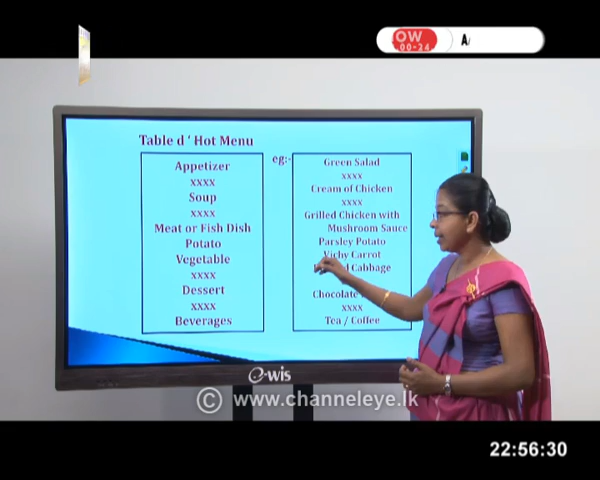 OW
00-24
A
Table d ‘ Hot Menu
Appetizer
xxxx
Soup
xxxx
Meat or Fish Dish
Potato
Vegetable
xxxx
Dessert
xxxx
Beverages
eg:-
Green Salad
xxxx
Cream of Chicken
xxxx
Grilled Chicken with
Mushroom Sauce
Parsley Potato
Vichy Carrot
Cabbage
Chocolate
xxxx
Tea / Coffee
e-wis
© www.channeleye.lk
22:56:30